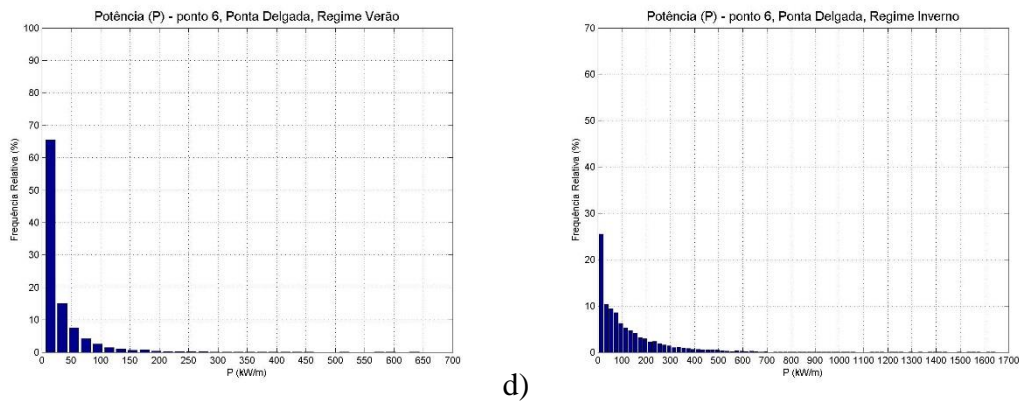 Potência (P) - ponto 6, Ponta Delgada, Regime Verão
Frequência Relativa (%)
100
90
80
70
60
50
40
30
20
10
0
0 50 100 150 200 250 300 350 400 450 500 550 600 650 700
P (kW/m)
d)
Potência (P) - ponto 6, Ponta Delgada, Regime Inverno
Frequência Relativa (%)
70
60
50
40
30
20
10
0
0 100 200 300 400 500 600 700 800 900 1000 1100 1200 1300 1400 1500 1600 1700
P (kW/m)